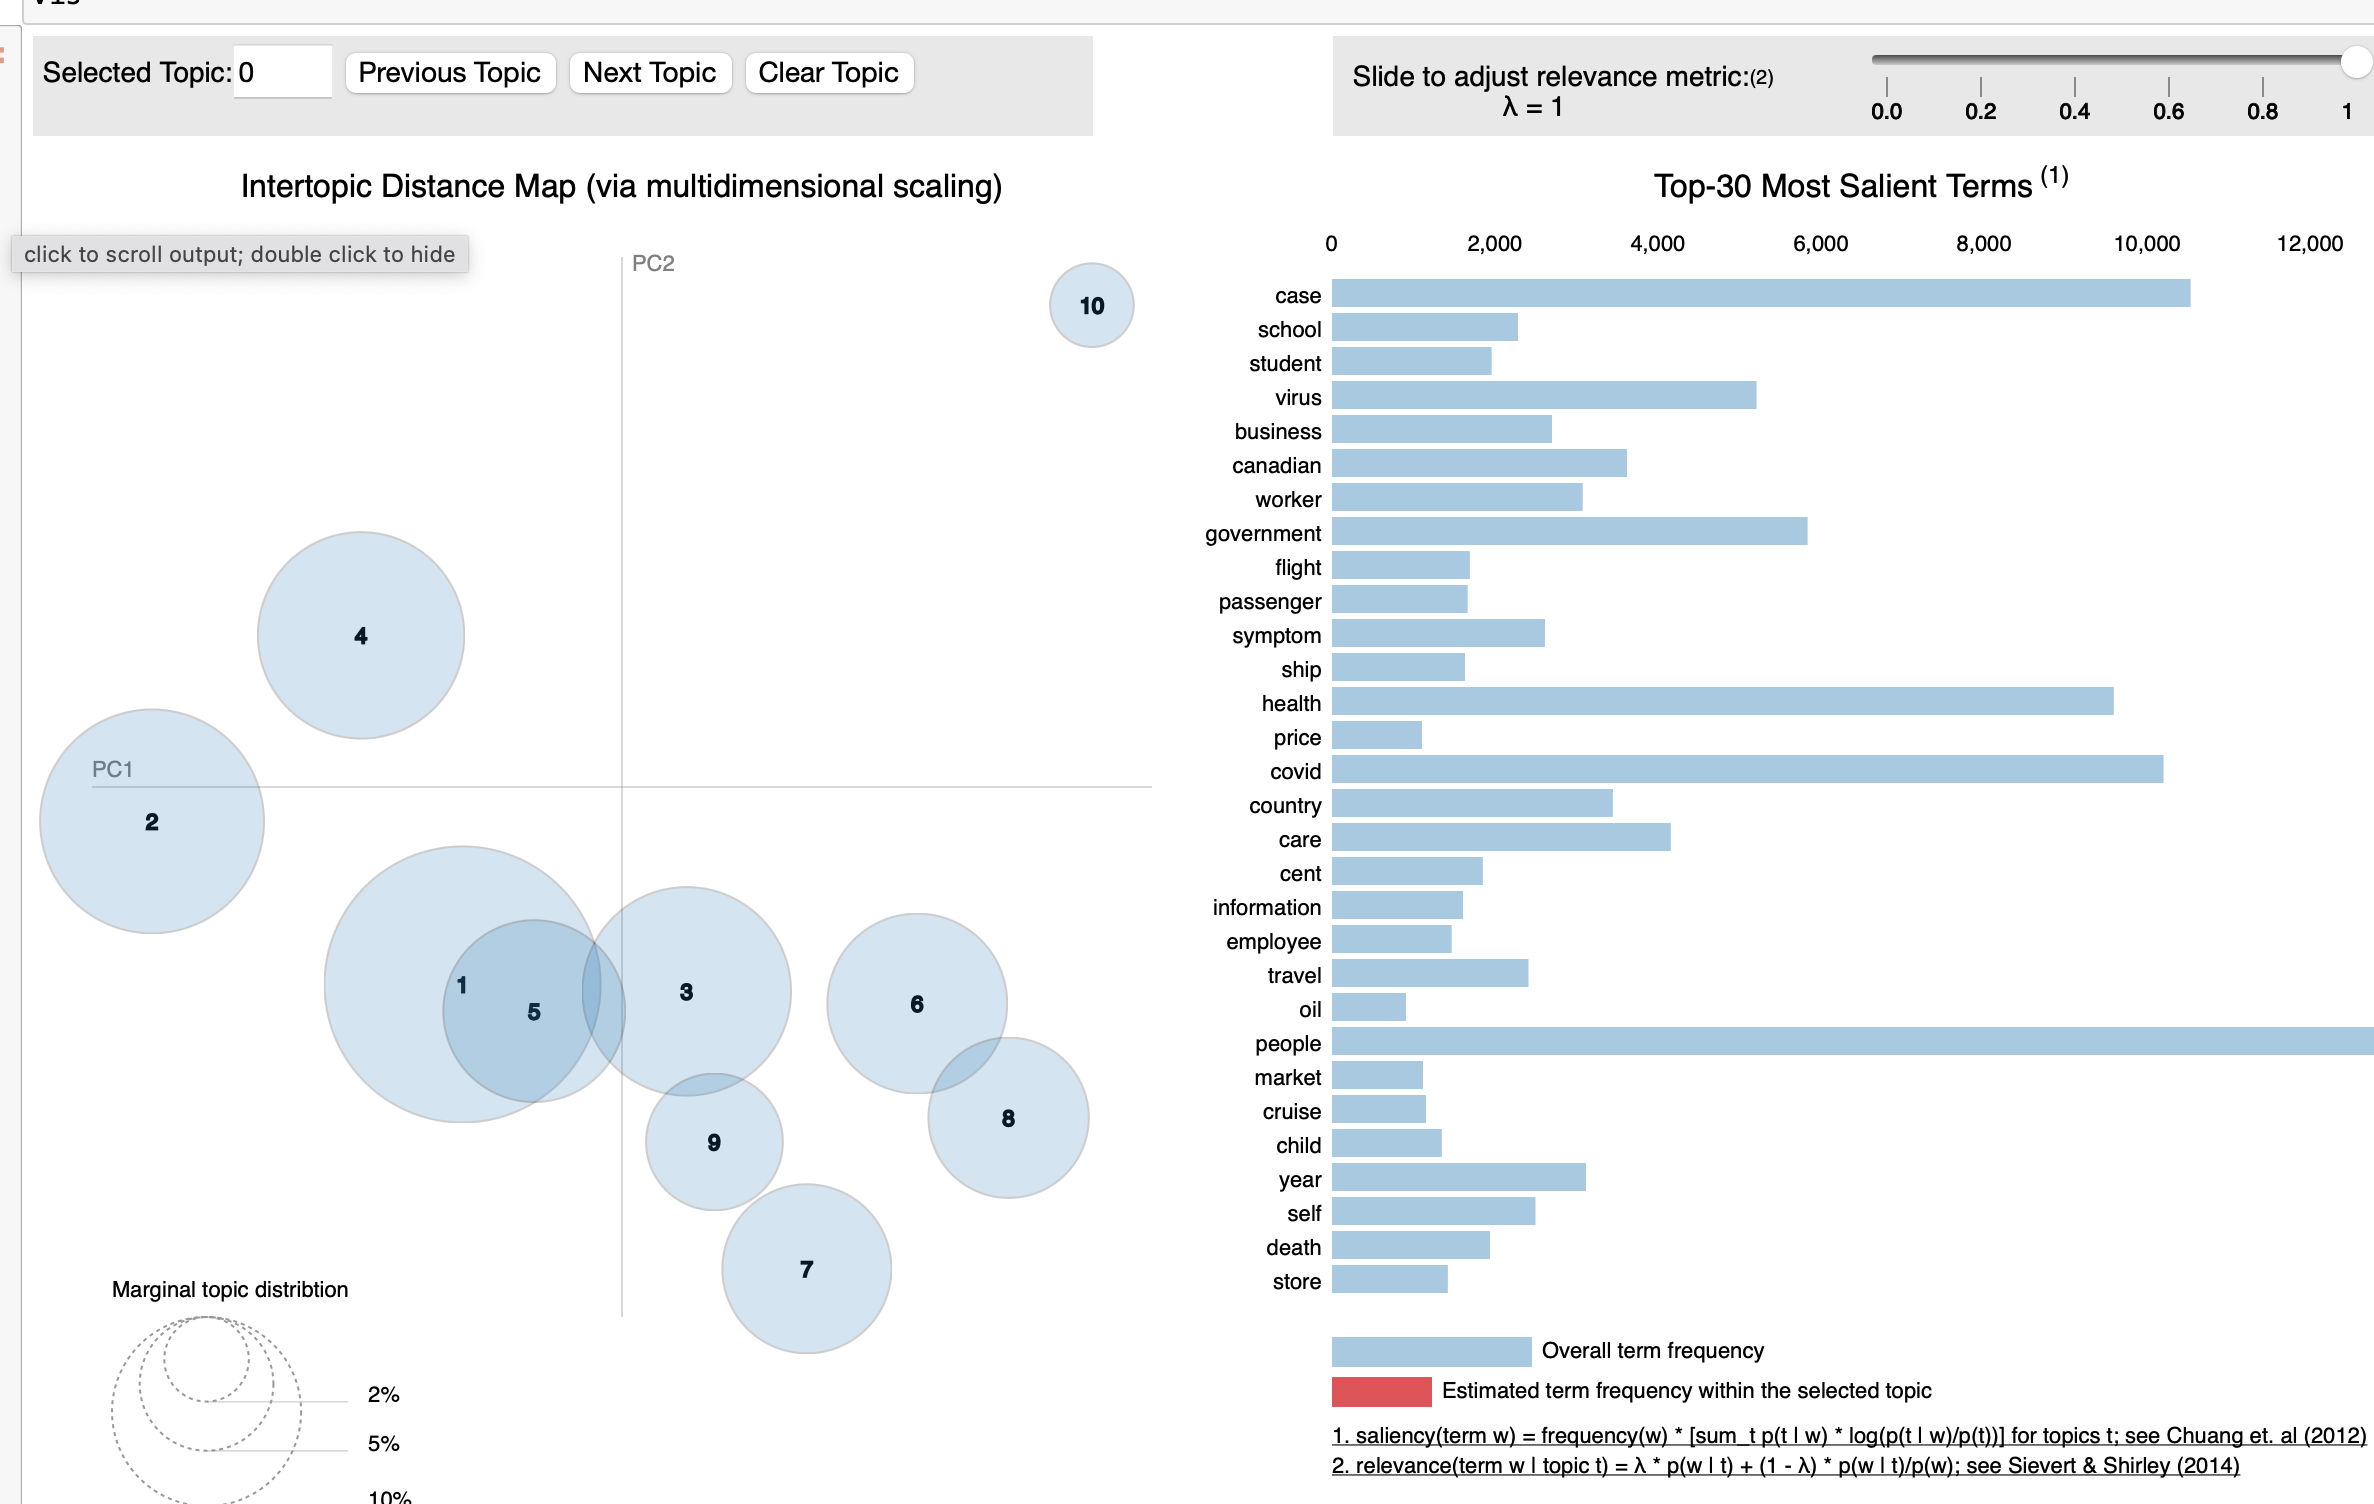 Selected Topic: 0 Previous Topic Next Topic Clear Topic
Slide to adjust relevance metric:(2)
λ = 1
0.0 0.2 0.4 0.6 0.8 1
Intertopic Distance Map (via multidimensional scaling)
click to scroll output; double click to hide
PC2
PC1
10
4
2
1
5
3
6
8
9
7
Marginal topic distribtion
2%
5%
10%
Top-30 Most Salient Terms (1)
0 2,000 4,000 6,000 8,000 10,000 12,000
case
school
student
virus
business
canadian
worker
government
flight
passenger
symptom
ship
health
price
covid
country
care
cent
information
employee
travel
oil
people
market
cruise
child
year
self
death
store
Overall term frequency
Estimated term frequency within the selected topic
1. saliency(term w) = frequency(w) * [sum_t p(t | w) * log(p(t | w)/p(t))] for topics t; see Chuang et. al (2012)
2. relevance(term w | topic t) = λ * p(w | t) + (1 - λ) * p(w | t)/p(w); see Sievert & Shirley (2014)